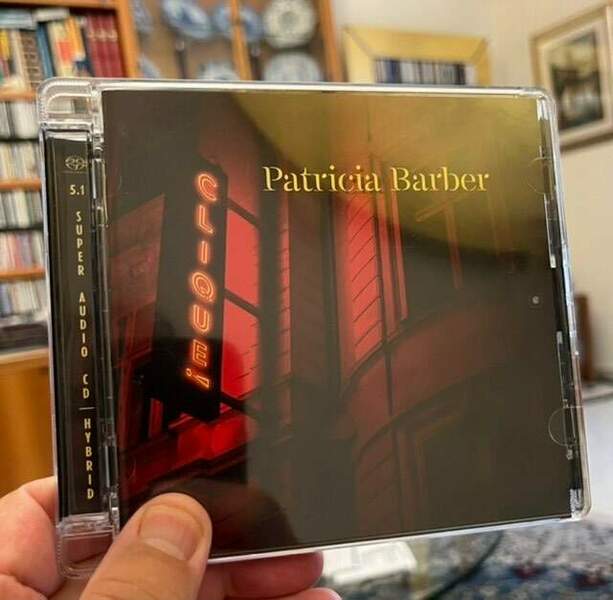 5.1
SUPER AUDIO CD | HYBRID
CLIQUE!
Patricia Barber